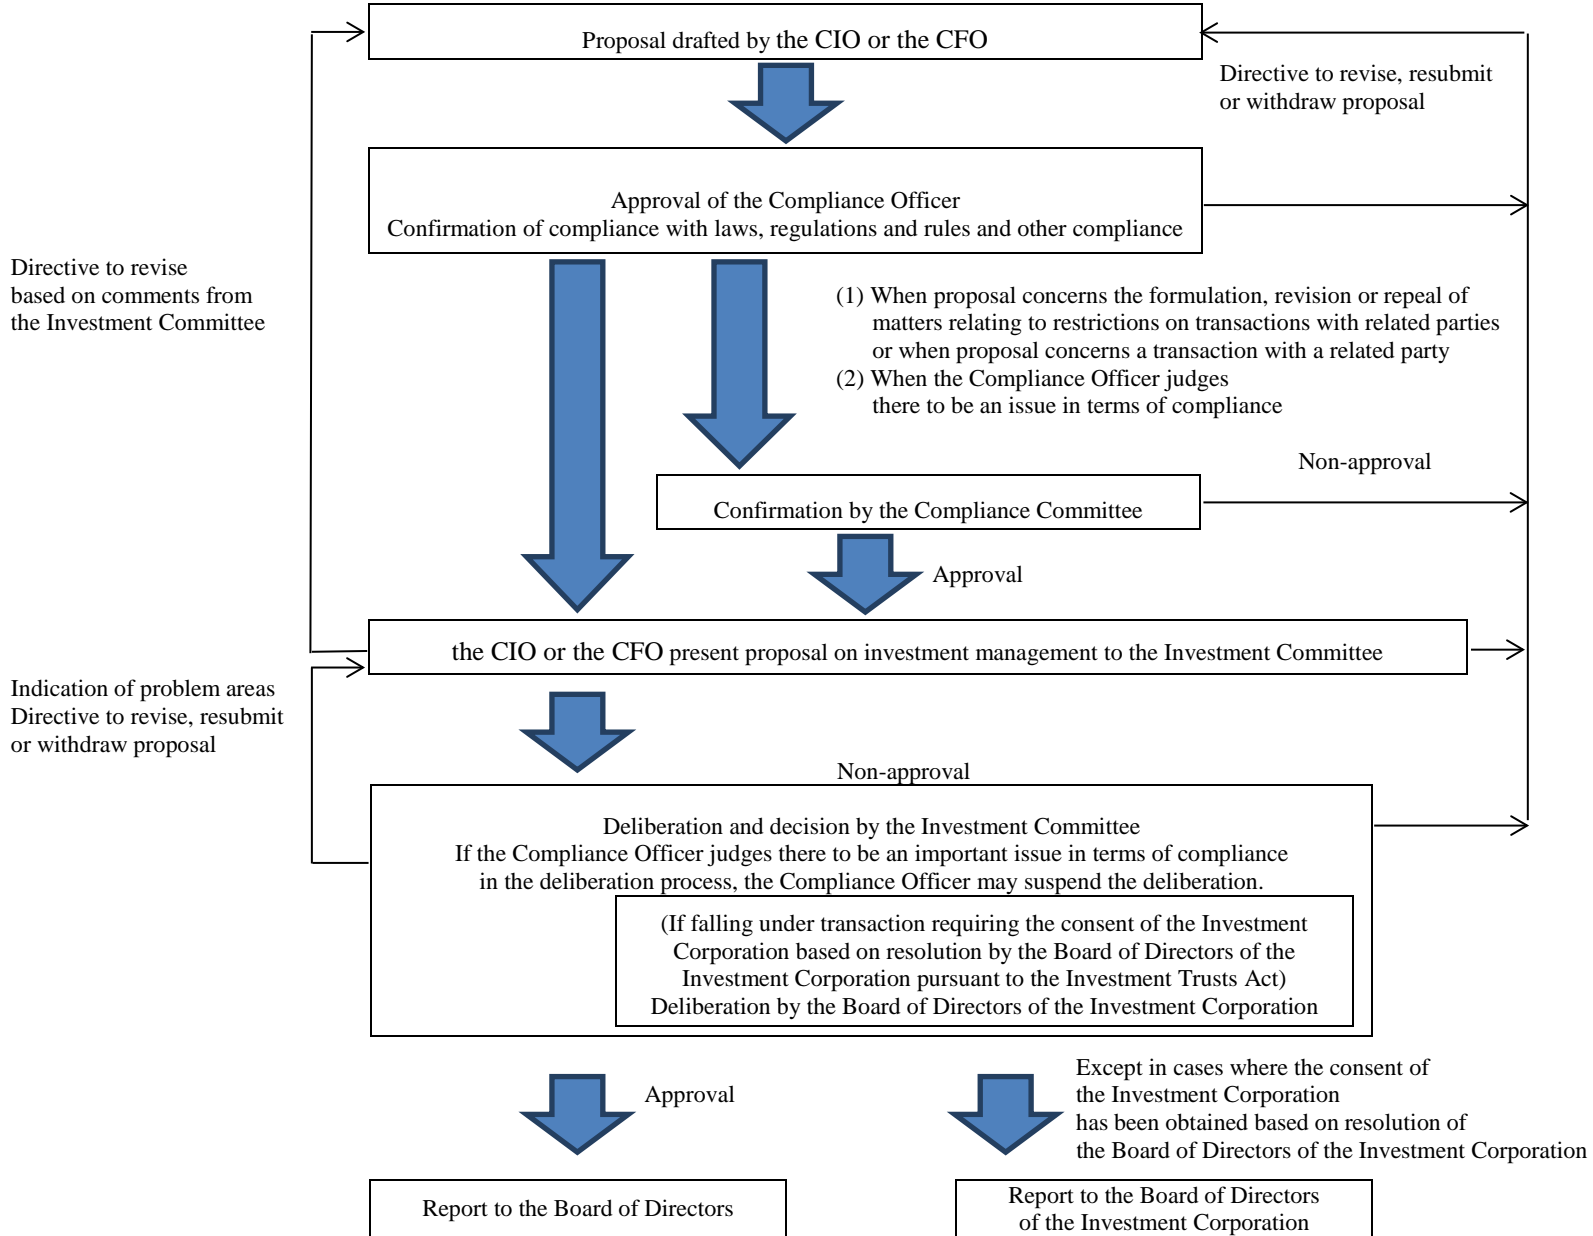 Proposal drafted by the CIO or the CFO
Directive to revise, resubmit
or withdraw proposal
Approval of the Compliance Officer
Confirmation of compliance with laws, regulations and rules and other compliance
Directive to revise
based on comments from
the Investment Committee
(1) When proposal concerns the formulation, revision or repeal of
matters relating to restrictions on transactions with related parties
or when proposal concerns a transaction with a related party
(2) When the Compliance Officer judges
there to be an issue in terms of compliance
Non-approval
Confirmation by the Compliance Committee
Approval
the CIO or the CFO present proposal on investment management to the Investment Committee
Indication of problem areas
Directive to revise, resubmit
or withdraw proposal
Non-approval
Deliberation and decision by the Investment Committee
If the Compliance Officer judges there to be an important issue in terms of compliance
in the deliberation process, the Compliance Officer may suspend the deliberation.
(If falling under transaction requiring the consent of the Investment
Corporation based on resolution by the Board of Directors of the
Investment Corporation pursuant to the Investment Trusts Act)
Deliberation by the Board of Directors of the Investment Corporation
Approval
Except in cases where the consent of
the Investment Corporation
has been obtained based on resolution of
the Board of Directors of the Investment Corporation
Report to the Board of Directors
Report to the Board of Directors
of the Investment Corporation